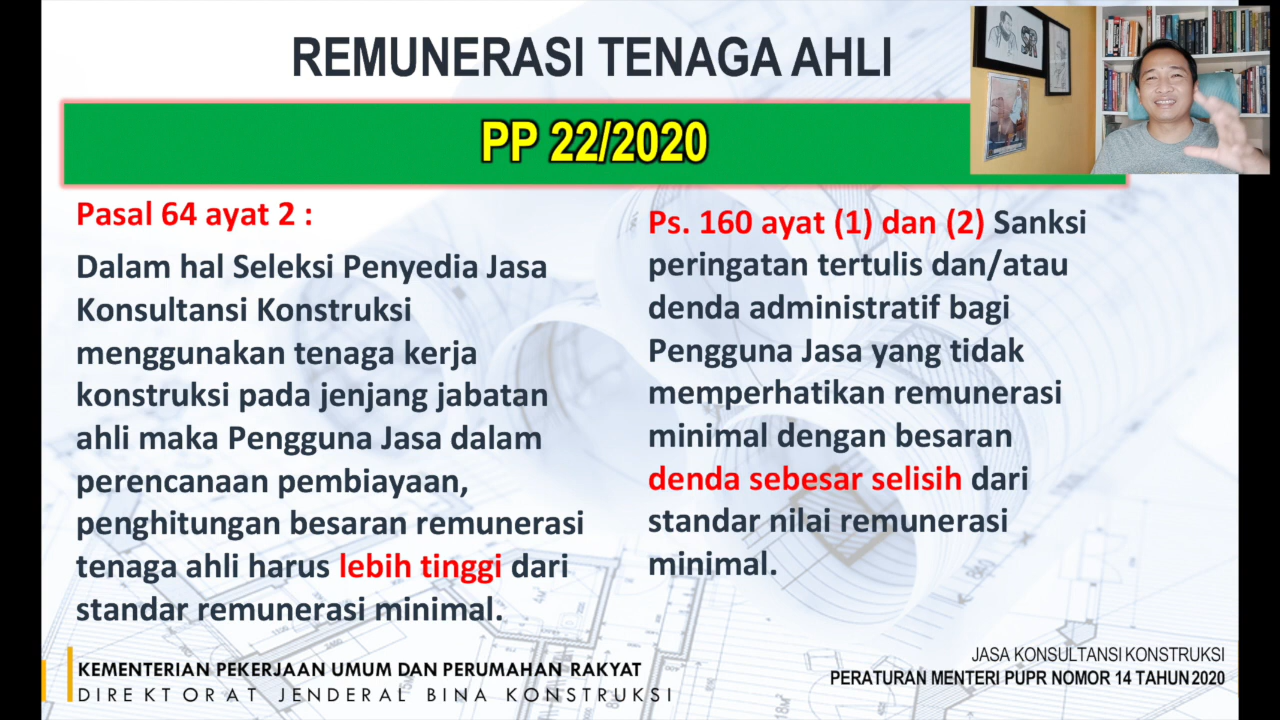 REMUNERASI TENAGA AHLI
PP 22/2020
Pasal 64 ayat 2 :
Dalam hal Seleksi Penyedia Jasa
Konsultansi Konstruksi
menggunakan tenaga kerja
konstruksi pada jenjang jabatan
ahli maka Pengguna Jasa dalam
perencanaan pembiayaan,
penghitungan besaran remunerasi
tenaga ahli harus lebih tinggi dari
standar remunerasi minimal.
Ps. 160 ayat (1) dan (2) Sanksi
peringatan tertulis dan/atau
denda administratif bagi
Pengguna Jasa yang tidak
memperhatikan remunerasi
minimal dengan besaran
denda sebesar selisih dari
standar nilai remunerasi
minimal.
KEMENTERIAN PEKERJAAN UMUM DAN PERUMAHAN RAKYAT
DIREKTORAT JENDERAL BINA KONSTRUKSI
JASA KONSULTANSI KONSTRUKSI
PERATURAN MENTERI PUPR NOMOR 14 TAHUN 2020